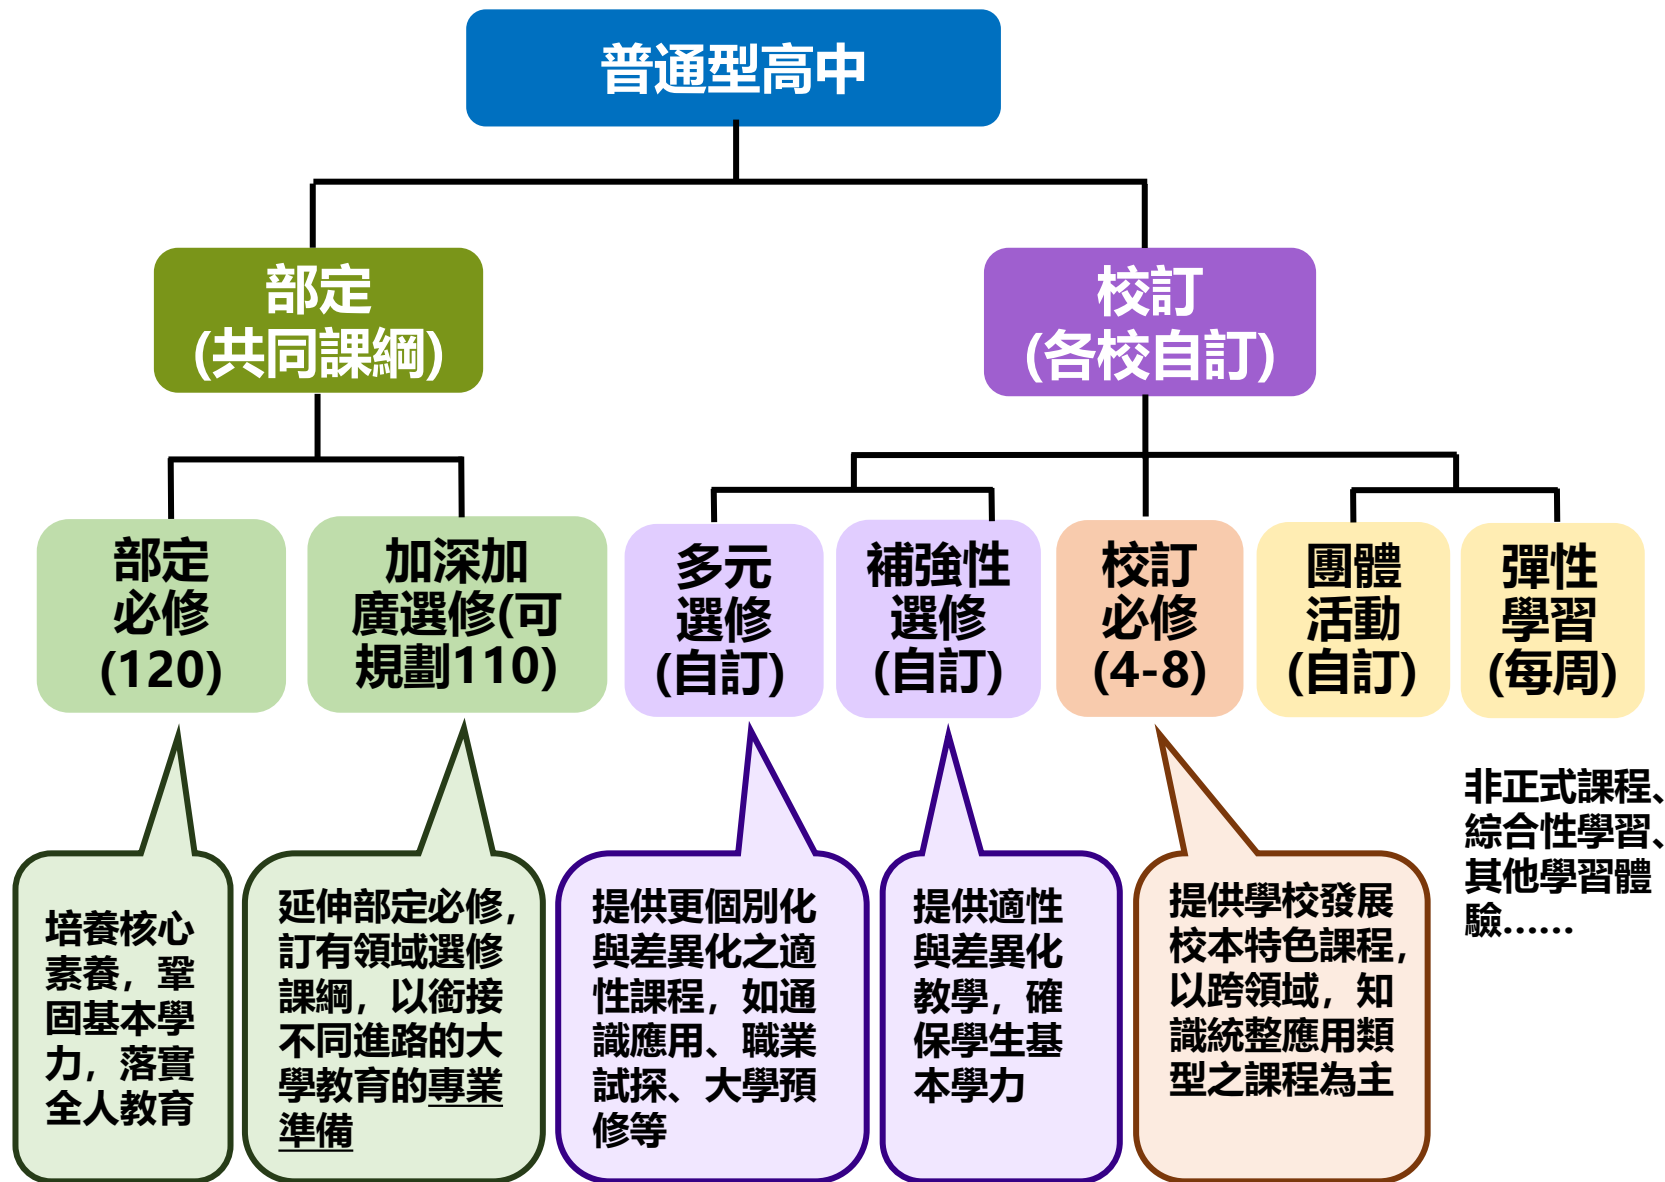 普通型高中
部定
(共同課綱)
校訂
(各校自訂)
部定
必修
(120)
加深加
廣選修(可
規劃110)
多元
選修
(自訂)
補強性
選修
(自訂)
校訂
必修
(4-8)
團體
活動
(自訂)
彈性
學習
(每周)
培養核心
素養，鞏
固基本學
力，落實
全人教育
延伸部定必修，
訂有領域選修
課綱，以銜接
不同進路的大
學教育的專業
準備
提供更個別化
與差異化之適
性課程，如通
識應用、職業
試探、大學預
修等
提供適性
與差異化
教學，確
保學生基
本學力
提供學校發展
校本特色課程，
以跨領域，知
識統整應用類
型之課程為主
非正式課程、
綜合性學習、
其他學習體
驗……